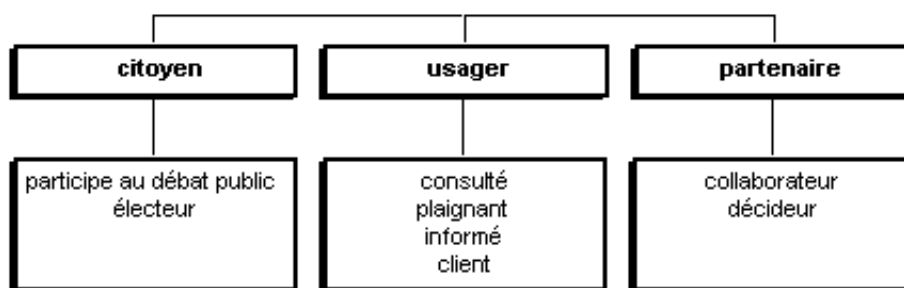 citoyen
usager
partenaire
participe au débat public
électeur
consulté
plaignant
informé
client
collaborateur
décideur